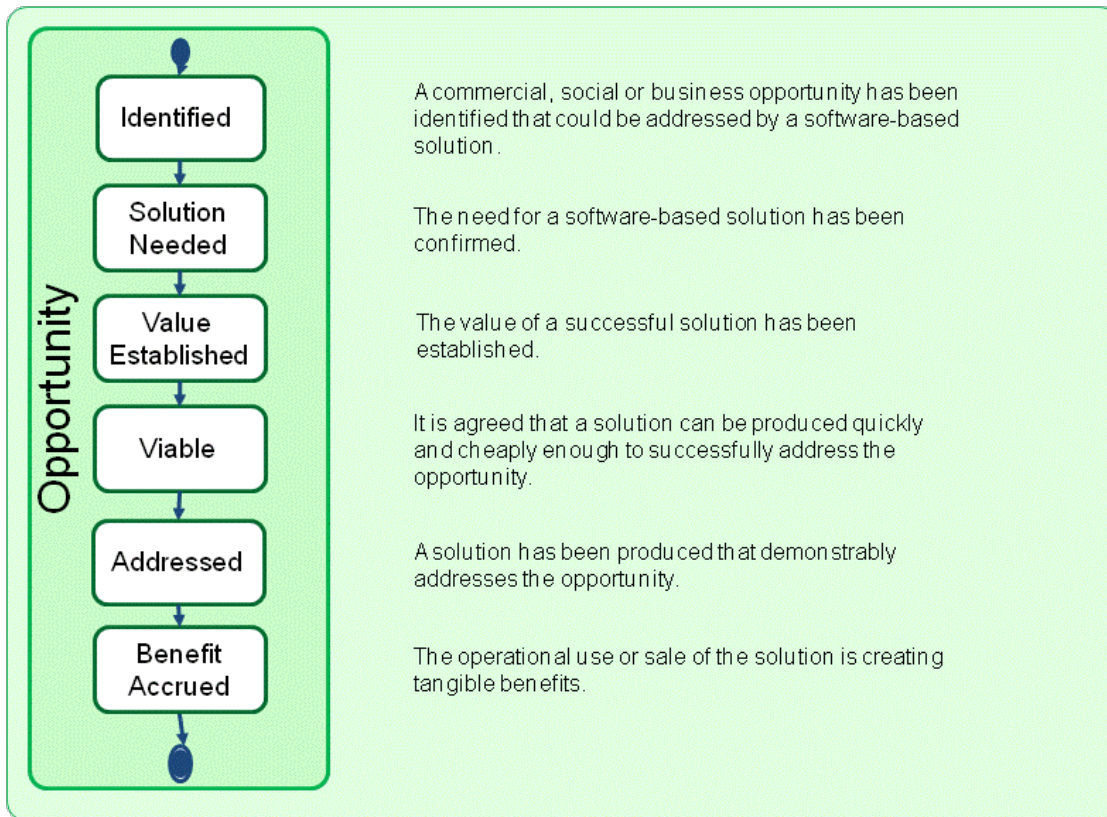 Opportunity
Identified
A commercial, social or business opportunity has been
identified that could be addressed by a software-based
solution.
Solution
Needed
The need for a software-based solution has been
confirmed.
Value
Established
The value of a successful solution has been
established.
Viable
It is agreed that a solution can be produced quickly
and cheaply enough to successfully address the
opportunity.
Addressed
A solution has been produced that demonstrably
addresses the opportunity.
Benefit
Accrued
The operational use or sale of the solution is creating
tangible benefits.